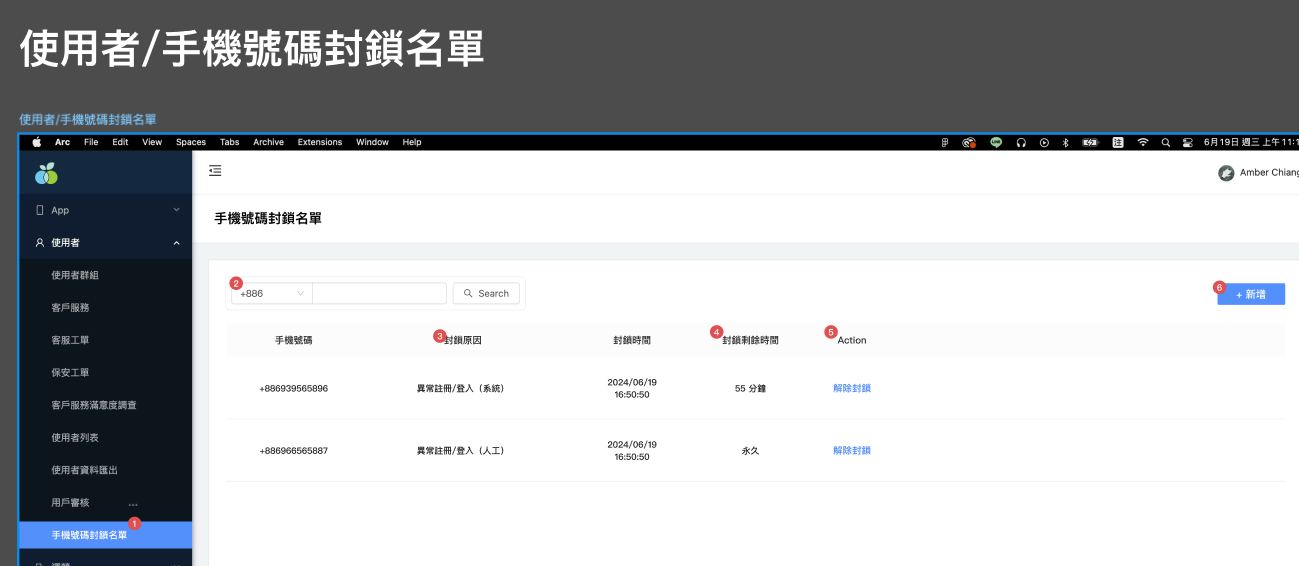 使用者/手機號碼封鎖名單
使用者/手機號碼封鎖名單
Arc File Edit View Spaces Tabs Archive Extensions Window Help
6月19日 週三 上午11:1
Amber Chiang
App
手機號碼封鎖名單
使用者
使用者群組
客戶服務
客服工單
保安工單
客戶服務滿意度調查
使用者列表
使用者資料匯出
用戶審核 ...
手機號碼封鎖名單 1
2
+886
Search
6
+ 新增
手機號碼
3 封鎖原因
封鎖時間
4 封鎖剩餘時間
5 Action
+886939565896
異常註冊/登入（系統）
2024/06/19
16:50:50
55 分鐘
解除封鎖
+886966565887
異常註冊/登入（人工）
2024/06/19
16:50:50
永久
解除封鎖